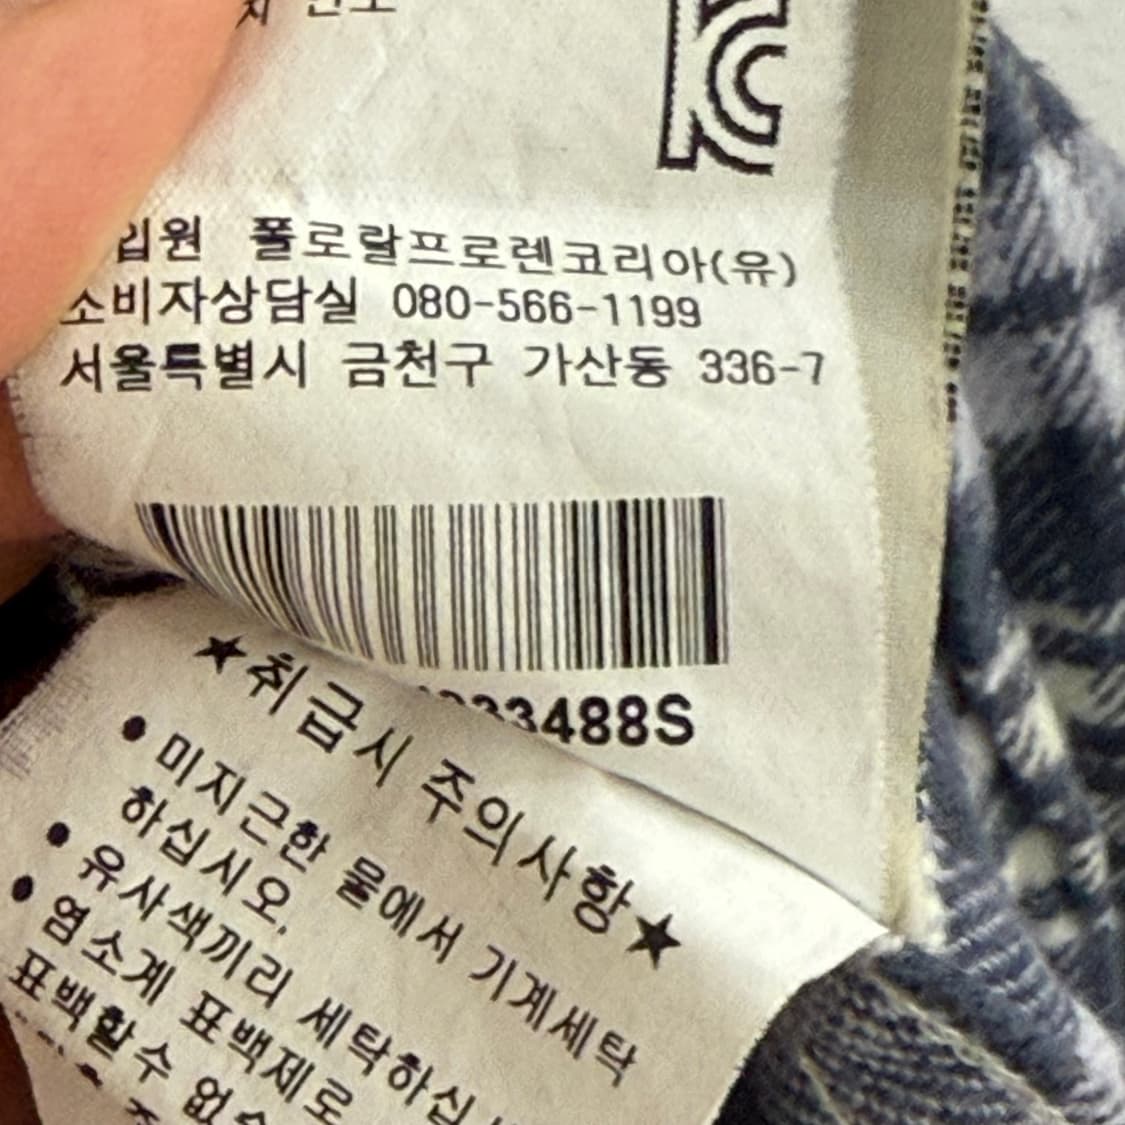 입원 폴로랄프로렌코리아(유)
소비자상담실 080-566-1199
서울특별시 금천구 가산동 336-7
33488S
★취급시 주의사항★
● 미지근한 물에서 기계세탁
하십시오.
● 유사색끼리 세탁하십
● 염소계 표백제로
표백할수 없